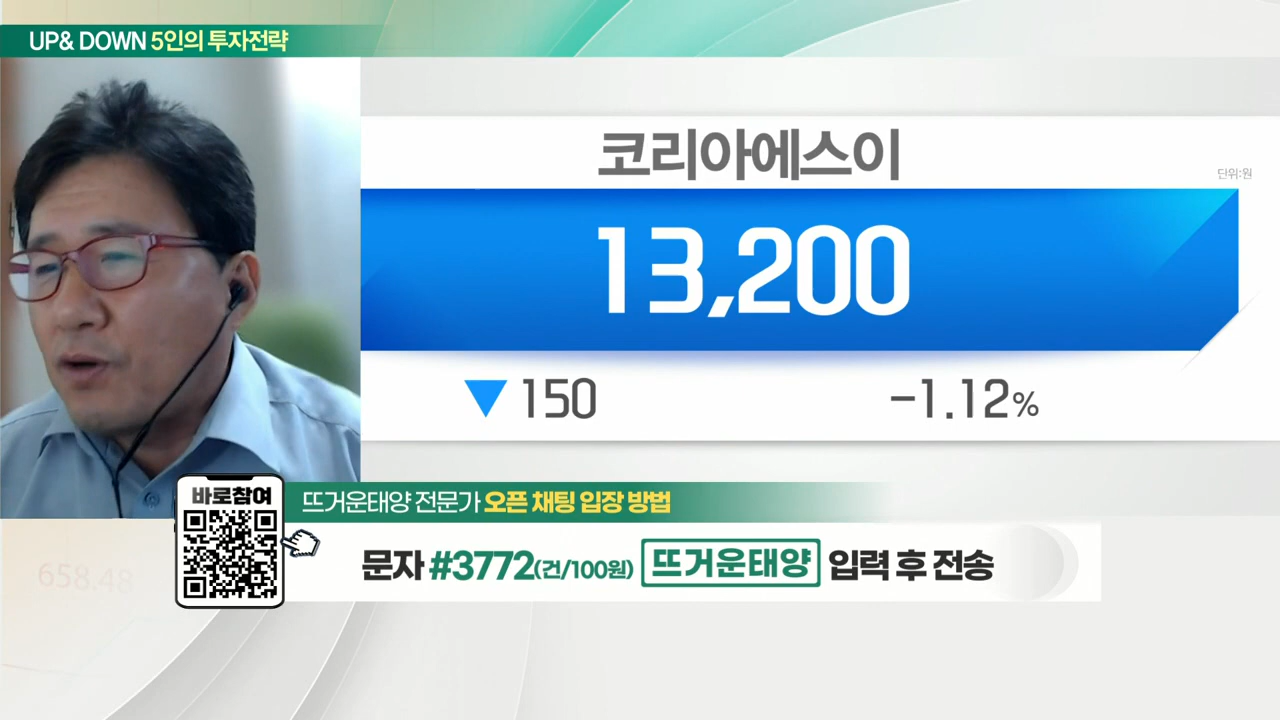 UP& DOWN 5인의 투자전략
코리아에스이
단위:원
13,200
▼150 -1.12%
바로참여
뜨거운태양 전문가 오픈 채팅 입장 방법
문자 #3772(건/100원) 뜨거운태양 입력 후 전송
658.48